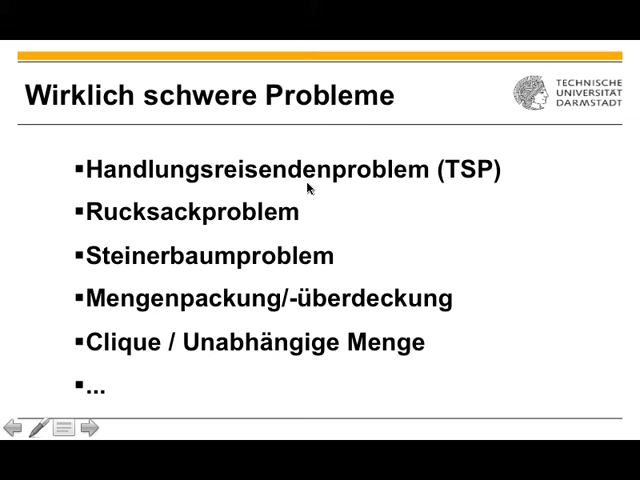 Wirklich schwere Probleme
TECHNISCHE
UNIVERSITÄT
DARMSTADT
▪Handlungsreisendenproblem (TSP)
▪Rucksackproblem
▪Steinerbaumproblem
▪Mengenpackung/-überdeckung
▪Clique / Unabhängige Menge
▪...